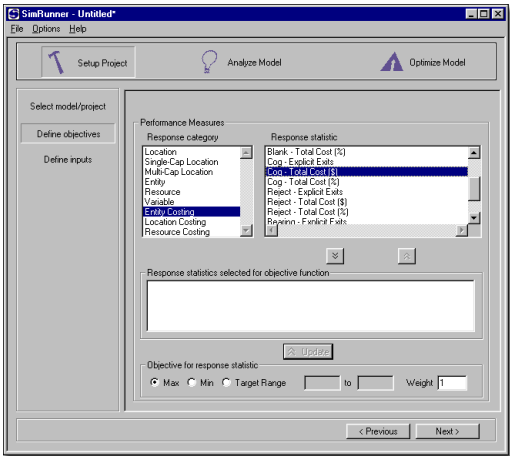 SimRunner - Untitled*
File Options Help
Setup Project
Analyze Model
Optimize Model
Select model/project
Define objectives
Define inputs
Performance Measures
Response category
Response statistic
Location
Single-Cap Location
Multi-Cap Location
Entity
Resource
Variable
Entity Costing
Location Costing
Resource Costing
Blank - Total Cost (%)
Cog - Explicit Exits
Cog - Total Cost ($)
Cog - Total Cost (%)
Reject - Explicit Exits
Reject - Total Cost ($)
Reject - Total Cost (%)
Bearing - Explicit Exits
Response statistics selected for objective function
Update
Objective for response statistic
Max Min Target Range to Weight 1
< Previous Next >